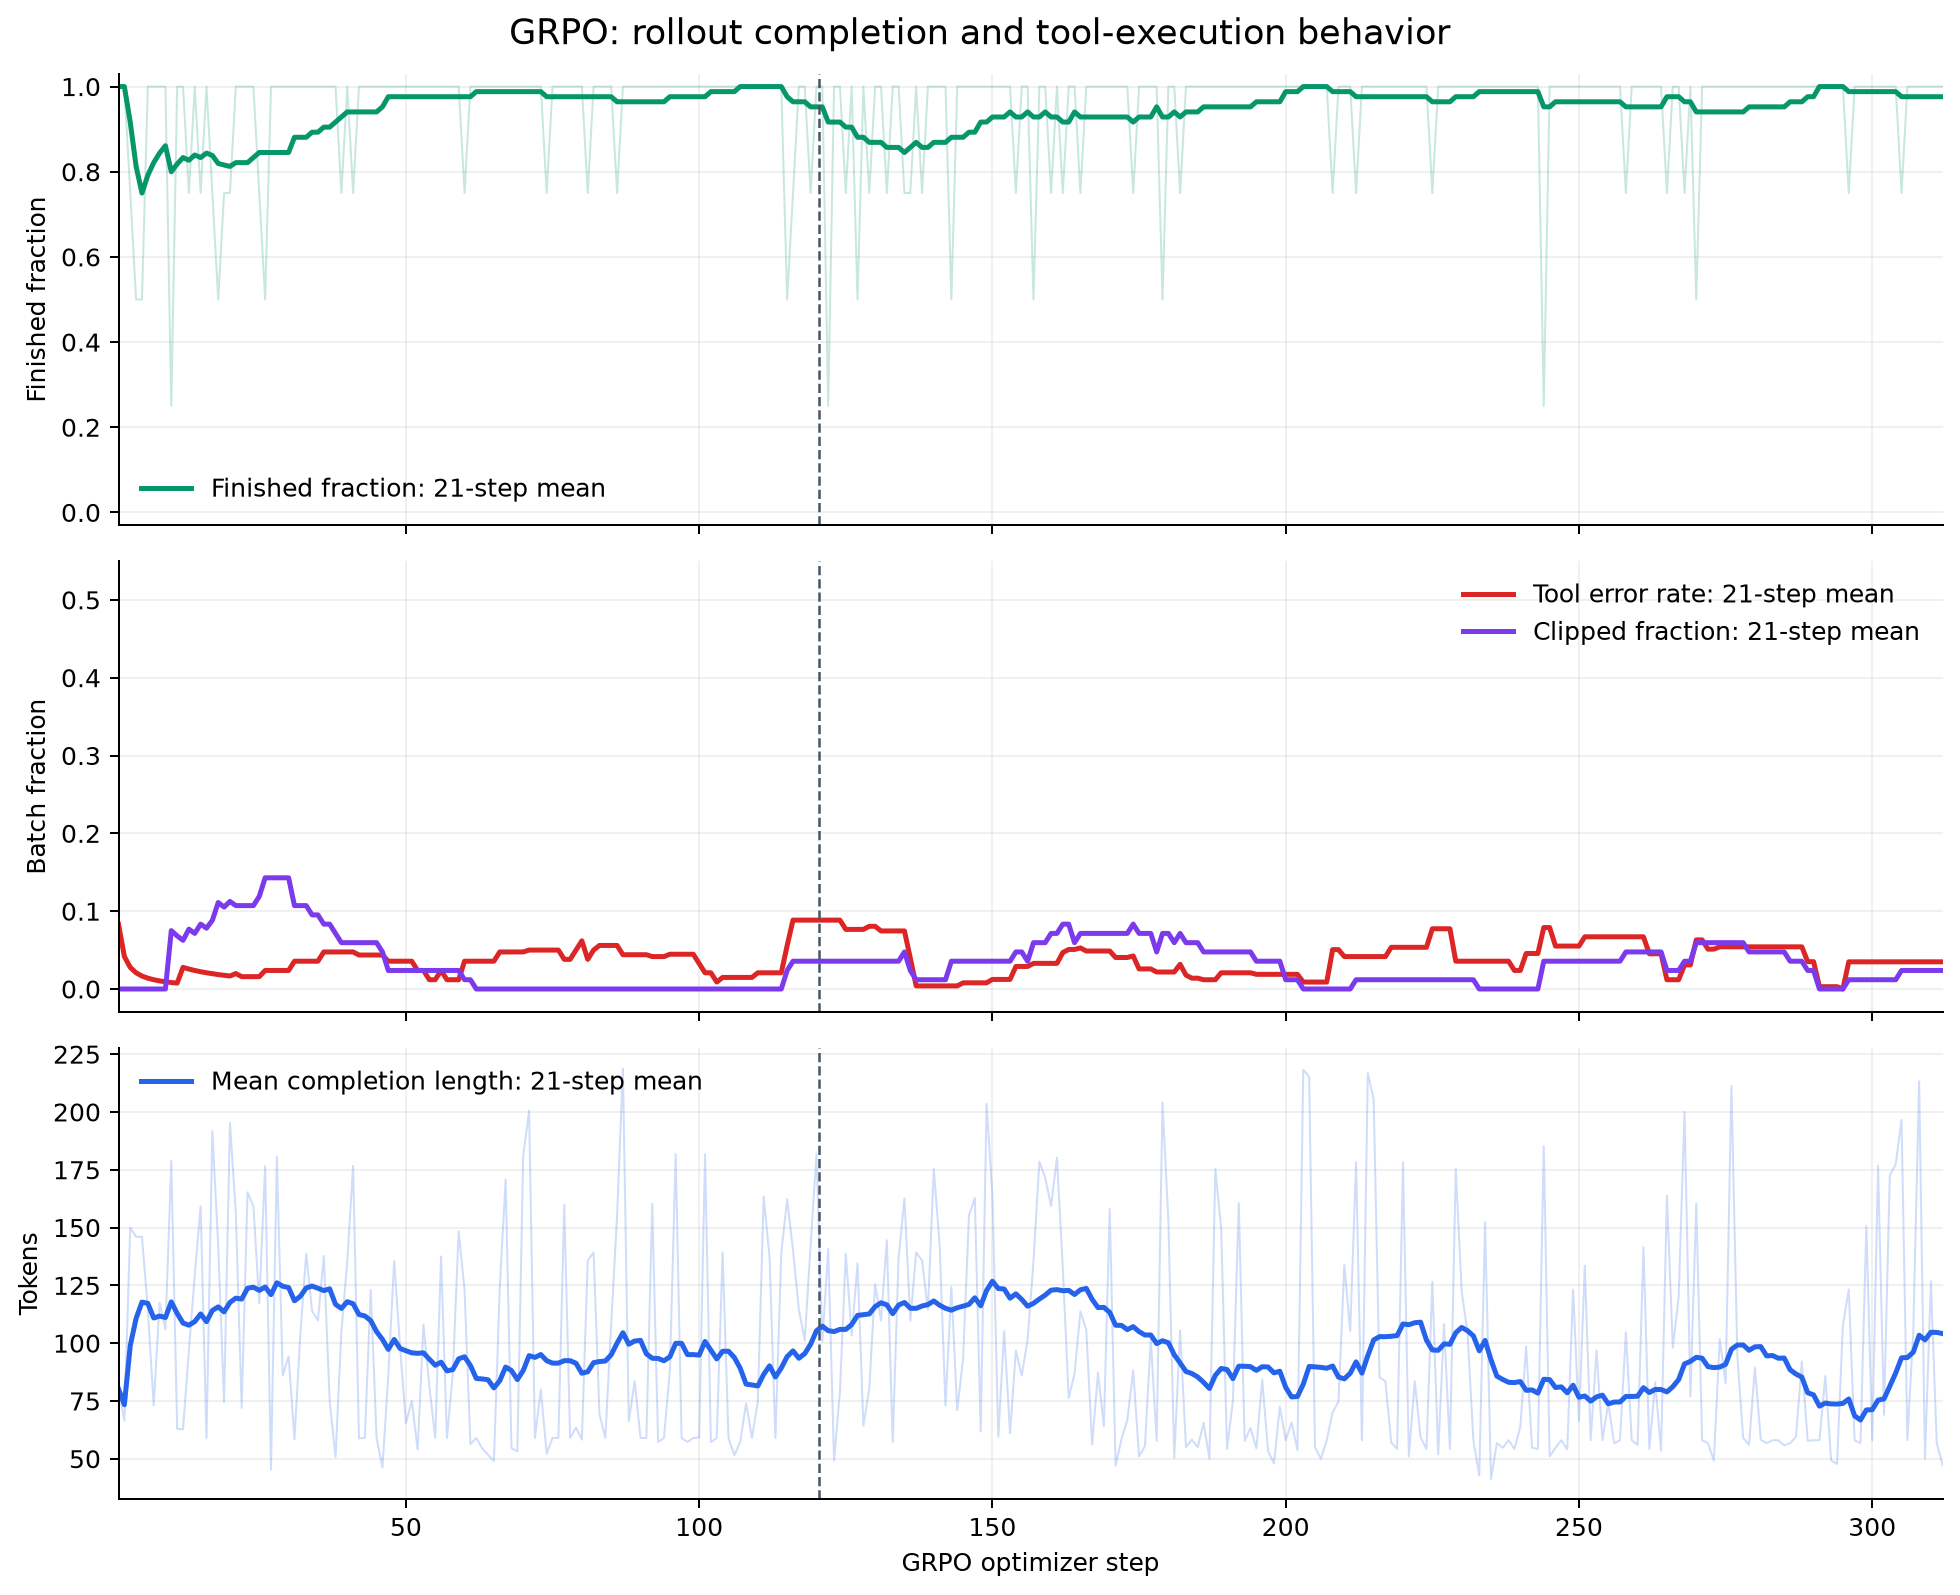 GRPO: rollout completion and tool-execution behavior
1.0
0.8
0.6
0.4
0.2
0.0
Finished fraction
Finished fraction: 21-step mean
0.5
0.4
0.3
0.2
0.1
0.0
Batch fraction
Tool error rate: 21-step mean
Clipped fraction: 21-step mean
225
200
175
150
125
100
75
50
Tokens
Mean completion length: 21-step mean
50 100 150 200 250 300
GRPO optimizer step